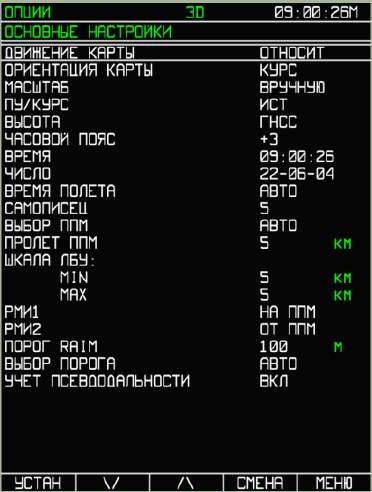 ОПЦИИ 3D 09:00:26М
ОСНОВНЫЕ НАСТРОЙКИ
ДВИЖЕНИЕ КАРТЫ ОТНОСИТ
ОРИЕНТАЦИЯ КАРТЫ КУРС
МАСШТАБ ВРУЧНУЮ
ПУ/КУРС ИСТ
ВЫСОТА ГНСС
ЧАСОВОЙ ПОЯС +3
ВРЕМЯ 09:00:26
ЧИСЛО 22-06-04
ВРЕМЯ ПОЛЕТА АВТО
САМОПИСЕЦ 5
ВЫБОР ППМ АВТО
ПРОЛЕТ ППМ 5 КМ
ШКАЛА ЛБУ:
MIN 5 КМ
MAX 5 КМ
РМИ1 НА ППМ
РМИ2 ОТ ППМ
ПОРОГ RAIM 100 М
ВЫБОР ПОРОГА АВТО
УЧЕТ ПСЕВДОДАЛЬНОСТИ ВКЛ
УСТАН \/ /\ СМЕНА МЕНЮ